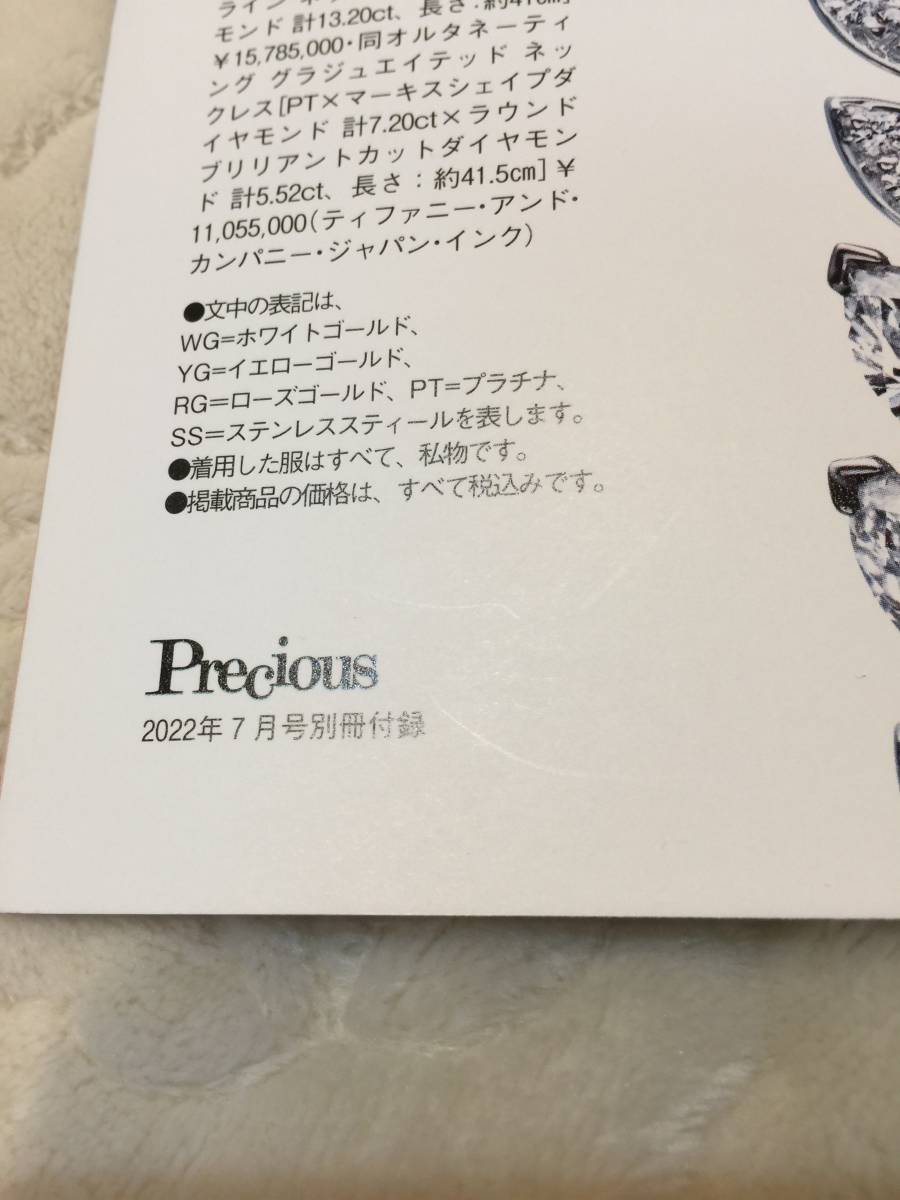 ライン ネッ
モンド 計13.20ct、長さ:約41cm]
¥15,785,000・同オルタネーティ
ング グラジュエイテッド ネッ
クレス[PT×マーキスシェイプダ
イヤモンド 計7.20ct×ラウンド
ブリリアントカットダイヤモン
ド 計5.52ct、長さ:約41.5cm]¥
11,055,000(ティファニー・アンド・
カンパニー・ジャパン・インク)
●文中の表記は、
WG=ホワイトゴールド、
YG=イエローゴールド、
RG=ローズゴールド、PT=プラチナ、
SS=ステンレススティールを表します。
●着用した服はすべて、私物です。
●掲載商品の価格は、すべて税込みです。
Precious
2022年7月号別冊付録